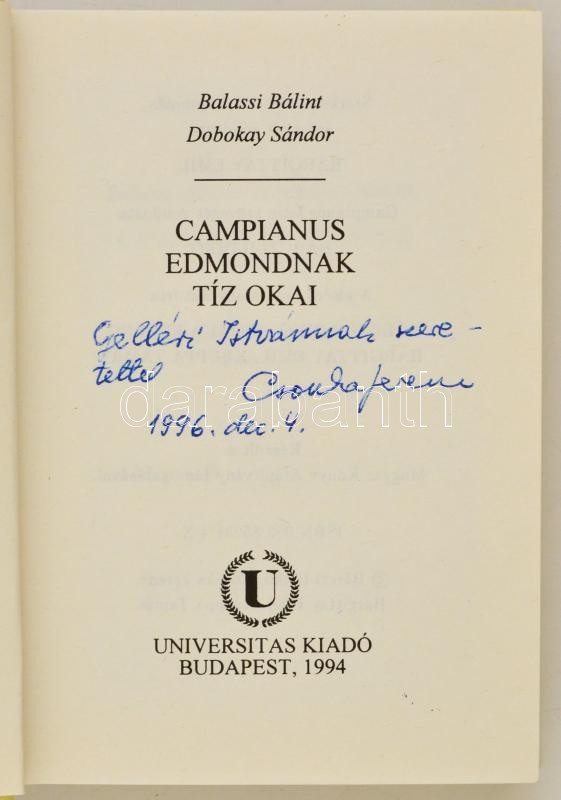 Balassi Bálint
Dobokay Sándor
CAMPIANUS
EDMONDNAK
TÍZ OKAI
Gelléri Istvánnak szere-
tettel Csonka Ferenc
1996. dec. 4.
darabanth
U
UNIVERSITAS KIADÓ
BUDAPEST, 1994